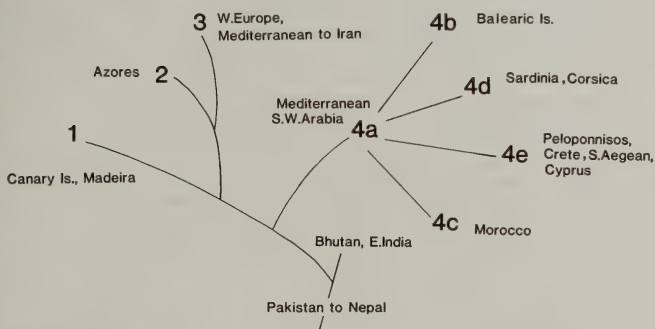 3 W.Europe,
Mediterranean to Iran
4b Balearic Is.
Azores 2
4d
Sardinia, Corsica
Mediterranean
S.W.Arabia
4a
1
Canary Is., Madeira
4e
Peloponnisos,
Crete, S.Aegean,
Cyprus
4c Morocco
Bhutan, E.India
Pakistan to Nepal